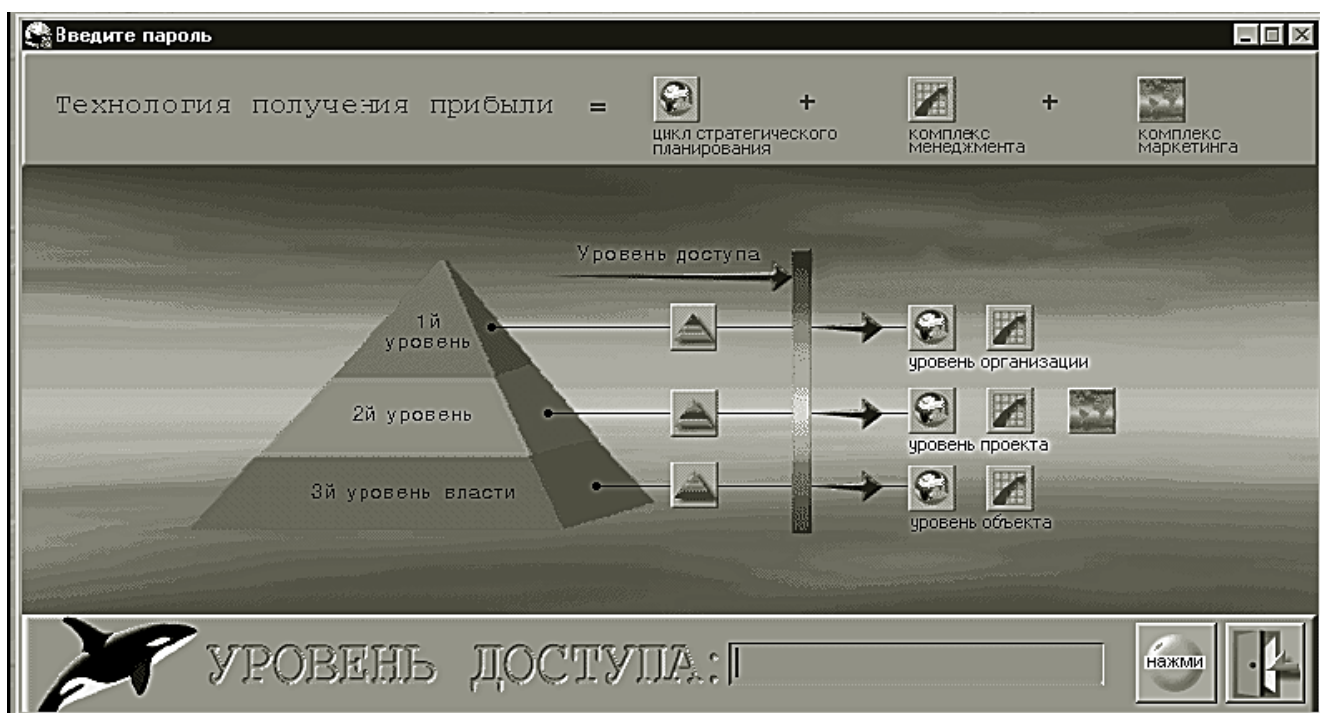 Введите пароль
Технология получения прибыли = + +
цикл стратегического
планирования
комплекс
менеджмента
комплекс
маркетинга
Уровень доступа
1й
уровень
уровень организации
2й уровень
уровень проекта
3й уровень власти
уровень объекта
УРОВЕНЬ ДОСТУПА:
нажми